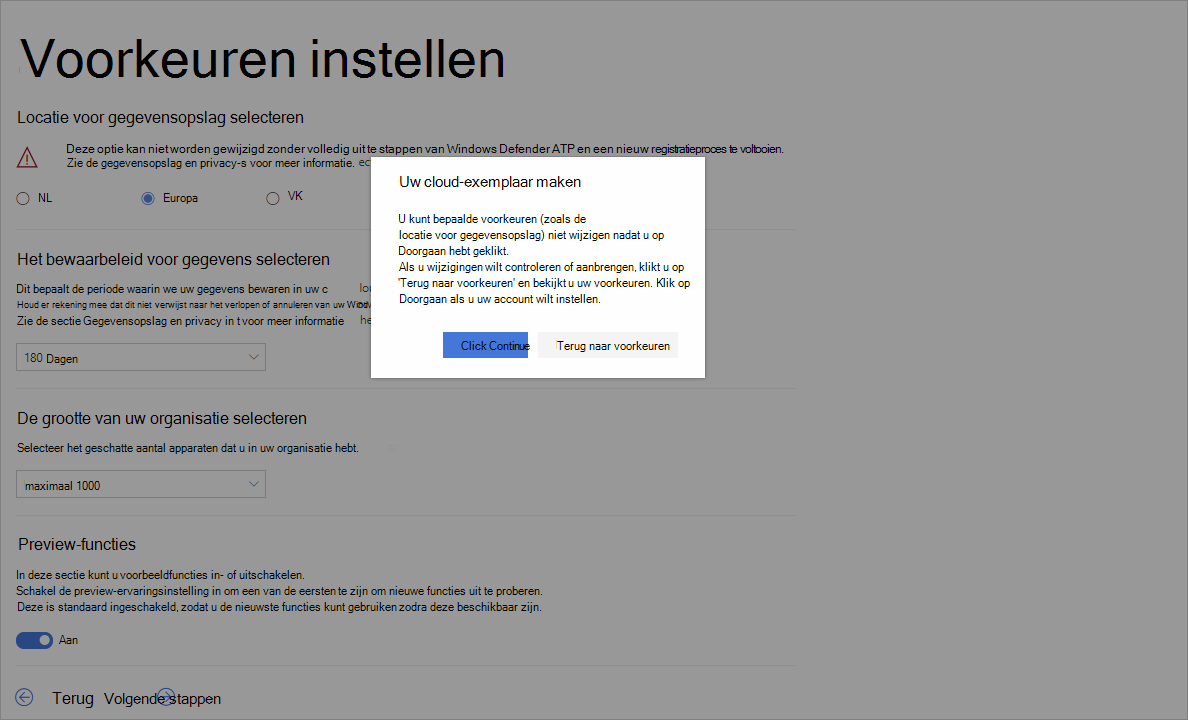 Voorkeuren instellen
Locatie voor gegevensopslag selecteren
Deze optie kan niet worden gewijzigd zonder volledig uit te stappen van Windows Defender ATP en een nieuw registratieproces te voltooien.
Zie de gegevensopslag en privacy-s voor meer informatie.
NL
Europa
VK
Het bewaarbeleid voor gegevens selecteren
Dit bepaalt de periode waarin we uw gegevens bewaren in uw c
Houd er rekening mee dat dit niet verwijst naar het verlopen of annuleren van uw Wind
Zie de sectie Gegevensopslag en privacy in t voor meer informatie
180 Dagen
De grootte van uw organisatie selecteren
Selecteer het geschatte aantal apparaten dat u in uw organisatie hebt.
maximaal 1000
Preview-functies
In deze sectie kunt u voorbeeldfuncties in- of uitschakelen.
Schakel de preview-ervaringsinstelling in om een van de eersten te zijn om nieuwe functies uit te proberen.
Deze is standaard ingeschakeld, zodat u de nieuwste functies kunt gebruiken zodra deze beschikbaar zijn.
Aan
Terug Volgende stappen
Uw cloud-exemplaar maken
U kunt bepaalde voorkeuren (zoals de
locatie voor gegevensopslag) niet wijzigen nadat u op
Doorgaan hebt geklikt.
Als u wijzigingen wilt controleren of aanbrengen, klikt u op
'Terug naar voorkeuren' en bekijkt u uw voorkeuren. Klik op
Doorgaan als u uw account wilt instellen.
Click Continue
Terug naar voorkeuren